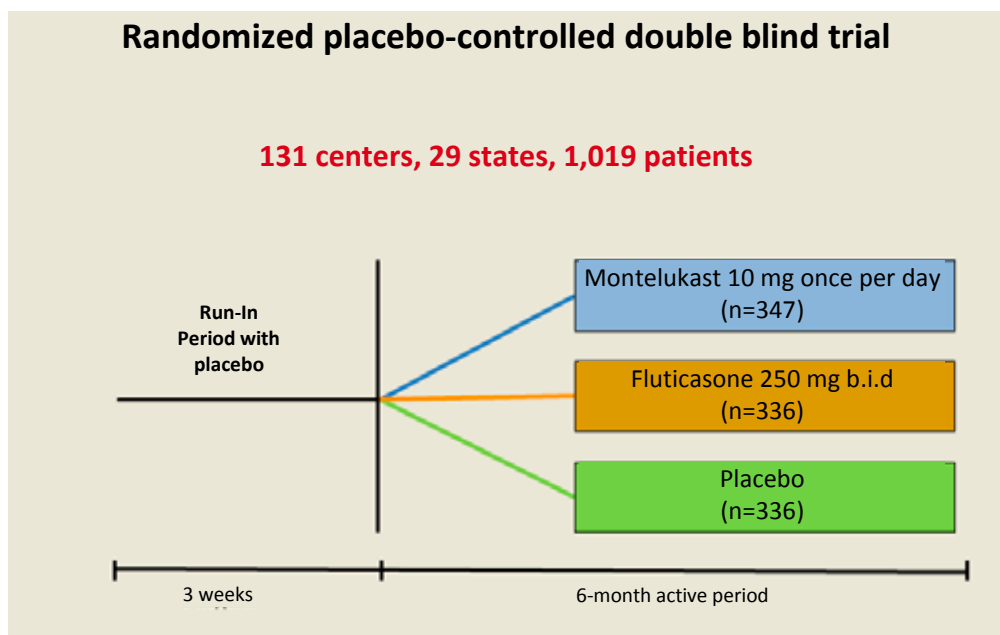 Randomized placebo-controlled double blind trial
131 centers, 29 states, 1,019 patients
Run-In
Period with
placebo
Montelukast 10 mg once per day
(n=347)
Fluticasone 250 mg b.i.d
(n=336)
Placebo
(n=336)
3 weeks
6-month active period